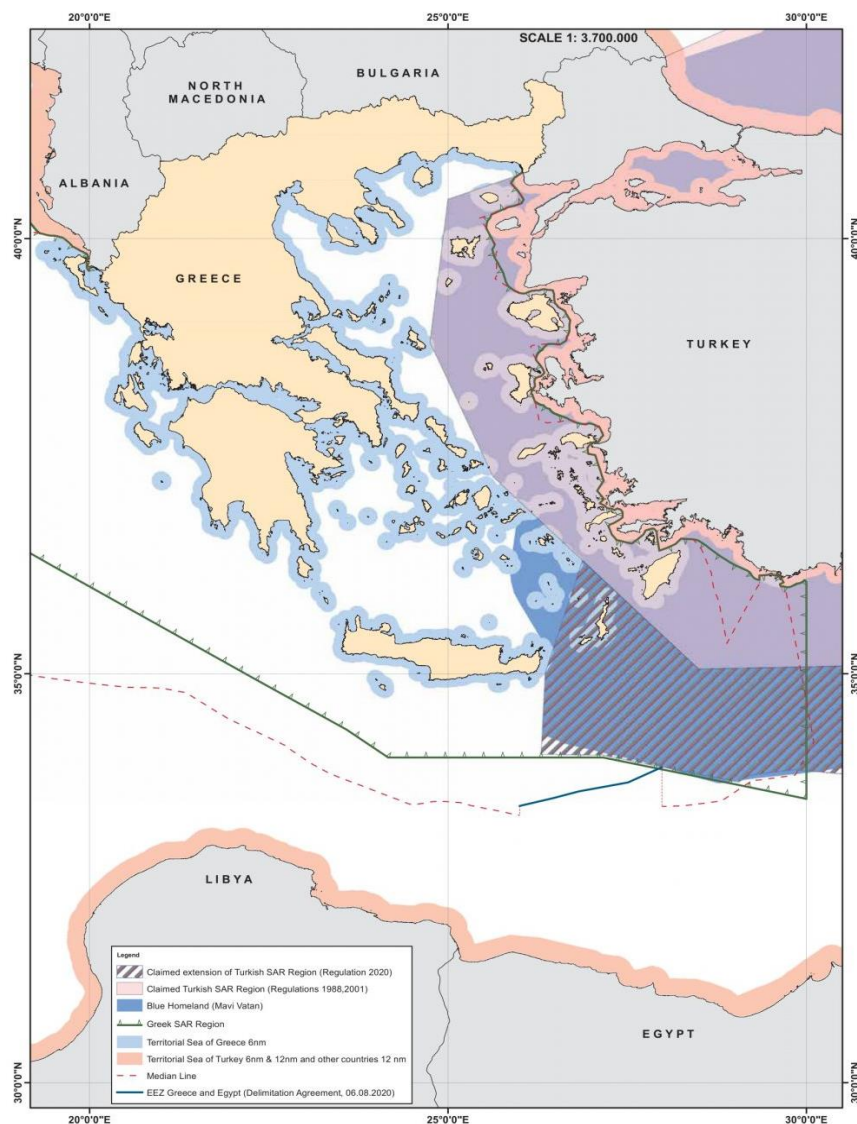 20°0'0"E
25°0'0"E
30°0'0"E
SCALE 1: 3.700.000
BULGARIA
NORTH
MACEDONIA
ALBANIA
40°0'0"N
40°0'0"N
GREECE
TURKEY
35°0'0"N
35°0'0"N
LIBYA
EGYPT
Legend
Claimed extension of Turkish SAR Region (Regulation 2020)
Claimed Turkish SAR Region (Regulations 1988,2001)
Blue Homeland (Mavi Vatan)
Greek SAR Region
Territorial Sea of Greece 6nm
Territorial Sea of Turkey 6nm & 12nm and other countries 12 nm
Median Line
EEZ Greece and Egypt (Delimitation Agreement, 06.08.2020)
30°0'0"N
30°0'0"N
20°0'0"E
25°0'0"E
30°0'0"E